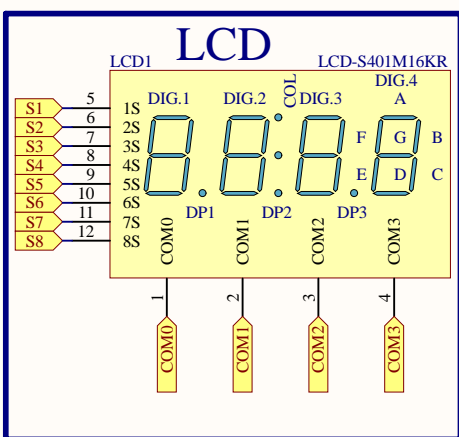 LCD
LCD1 LCD-S401M16KR
DIG.1 DIG.2 COL DIG.3 DIG.4
A
F G B
E D C
DP1 DP2 DP3
S1 5 1S
S2 6 2S
S3 7 3S
S4 8 4S
S5 9 5S
S6 10 6S
S7 11 7S
S8 12 8S
COM0 COM1 COM2 COM3
1 2 3 4
COM0 COM1 COM2 COM3